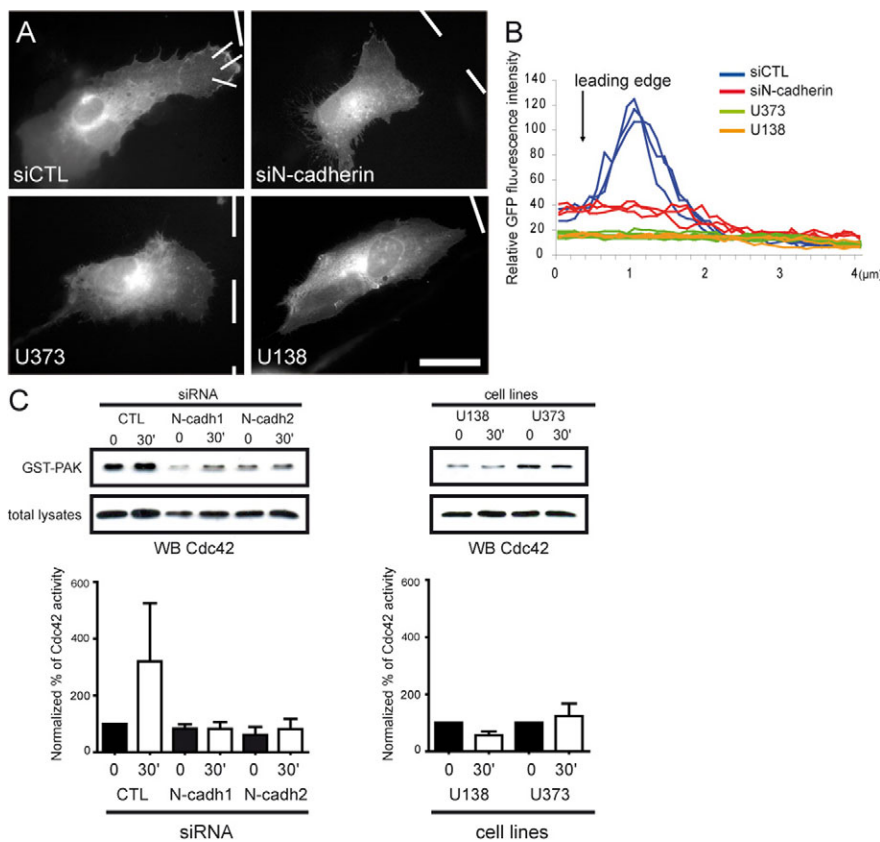 A
siCTL
siN-cadherin
U373
U138
B
Relative GFP fluorescence intensity
140
120
100
80
60
40
20
0
leading edge
siCTL
siN-cadherin
U373
U138
0 1 2 3 4 (µm)
C
siRNA
CTL N-cadh1 N-cadh2
0 30' 0 30' 0 30'
GST-PAK
total lysates
WB Cdc42
cell lines
U138 U373
0 30' 0 30'
WB Cdc42
Normalized % of Cdc42 activity
600
400
200
0
0 30' 0 30' 0 30'
CTL N-cadh1 N-cadh2
siRNA
Normalized % of Cdc42 activity
600
400
200
0
0 30' 0 30'
U138 U373
cell lines